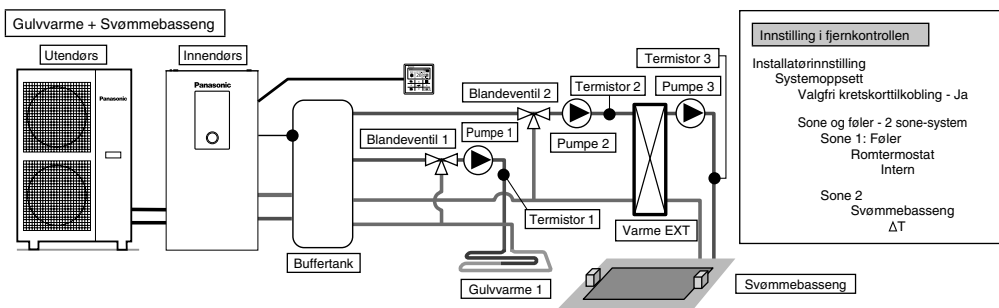 Gulvvarme + Svømmebasseng
Utendørs
Innendørs
Panasonic
Panasonic
Blandeventil 2
Termistor 2
Termistor 3
Pumpe 3
Blandeventil 1
Pumpe 1
Pumpe 2
Termistor 1
Varme EXT
Buffertank
Gulvvarme 1
Svømmebasseng
Innstilling i fjernkontrollen
Installatørinnstilling
Systemoppsett
Valgfri kretskorttilkobling - Ja
Sone og føler - 2 sone-system
Sone 1: Føler
Romtermostat
Intern
Sone 2
Svømmebasseng
ΔT